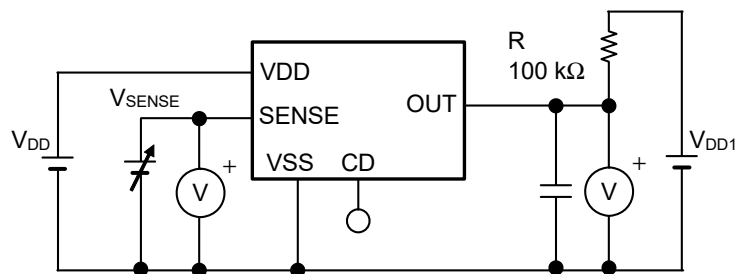 R
100 kΩ
VDD
VSENSE
OUT
SENSE
VDD
VSS
CD
VDD1
+
V
+
V